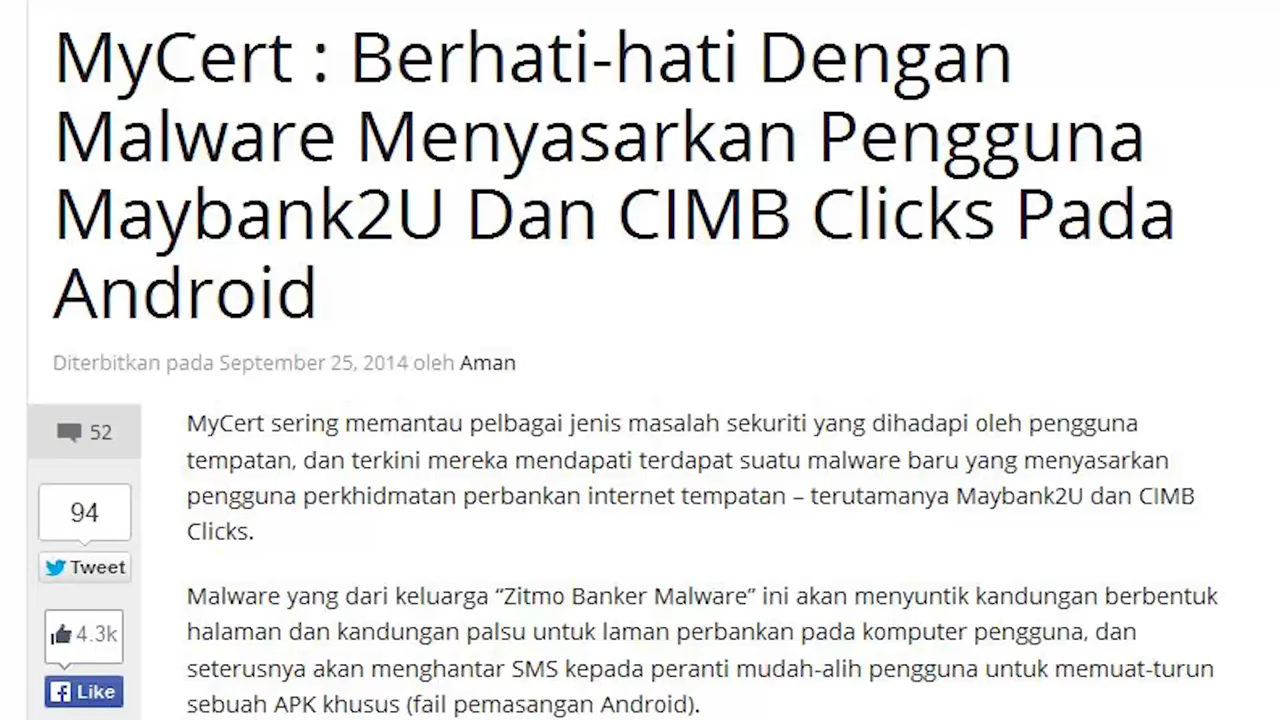 MyCert : Berhati-hati Dengan
Malware Menyasarkan Pengguna
Maybank2U Dan CIMB Clicks Pada
Android
Diterbitkan pada September 25, 2014 oleh Aman
52
MyCert sering memantau pelbagai jenis masalah sekuriti yang dihadapi oleh pengguna
tempatan, dan terkini mereka mendapati terdapat suatu malware baru yang menyasarkan
pengguna perkhidmatan perbankan internet tempatan – terutamanya Maybank2U dan CIMB
Clicks.
94
Tweet
Malware yang dari keluarga “Zitmo Banker Malware” ini akan menyuntik kandungan berbentuk
halaman dan kandungan palsu untuk laman perbankan pada komputer pengguna, dan
seterusnya akan menghantar SMS kepada peranti mudah-alih pengguna untuk memuat-turun
sebuah APK khusus (fail pemasangan Android).
4.3k
Like